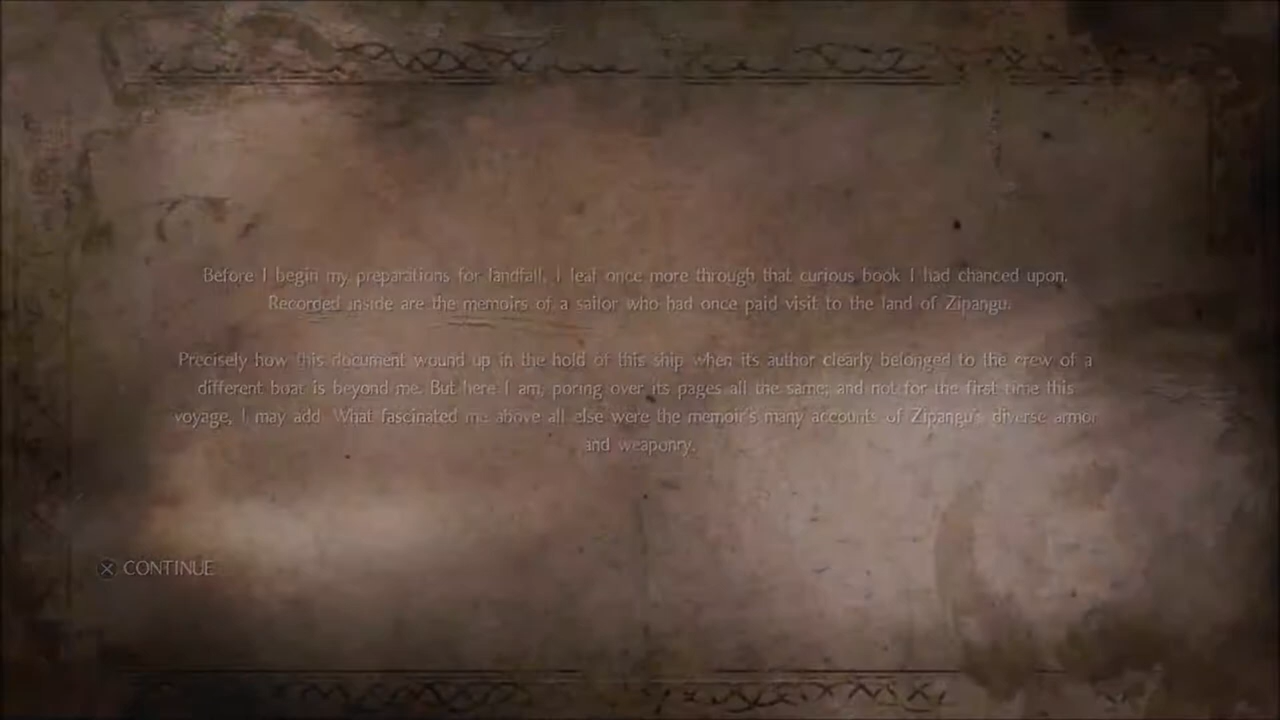 Before I begin my preparations for landfall, I leaf once more through that curious book I had chanced upon.
Recorded inside are the memoirs of a sailor who had once paid visit to the land of Zipangu.
Precisely how this document wound up in the hold of this ship when its author clearly belonged to the crew of a
different boat is beyond me. But here I am, poring over its pages all the same; and not for the first time this
voyage, I may add. What fascinated me above all else were the memoir's many accounts of Zipangu's diverse armor
and weaponry.
CONTINUE